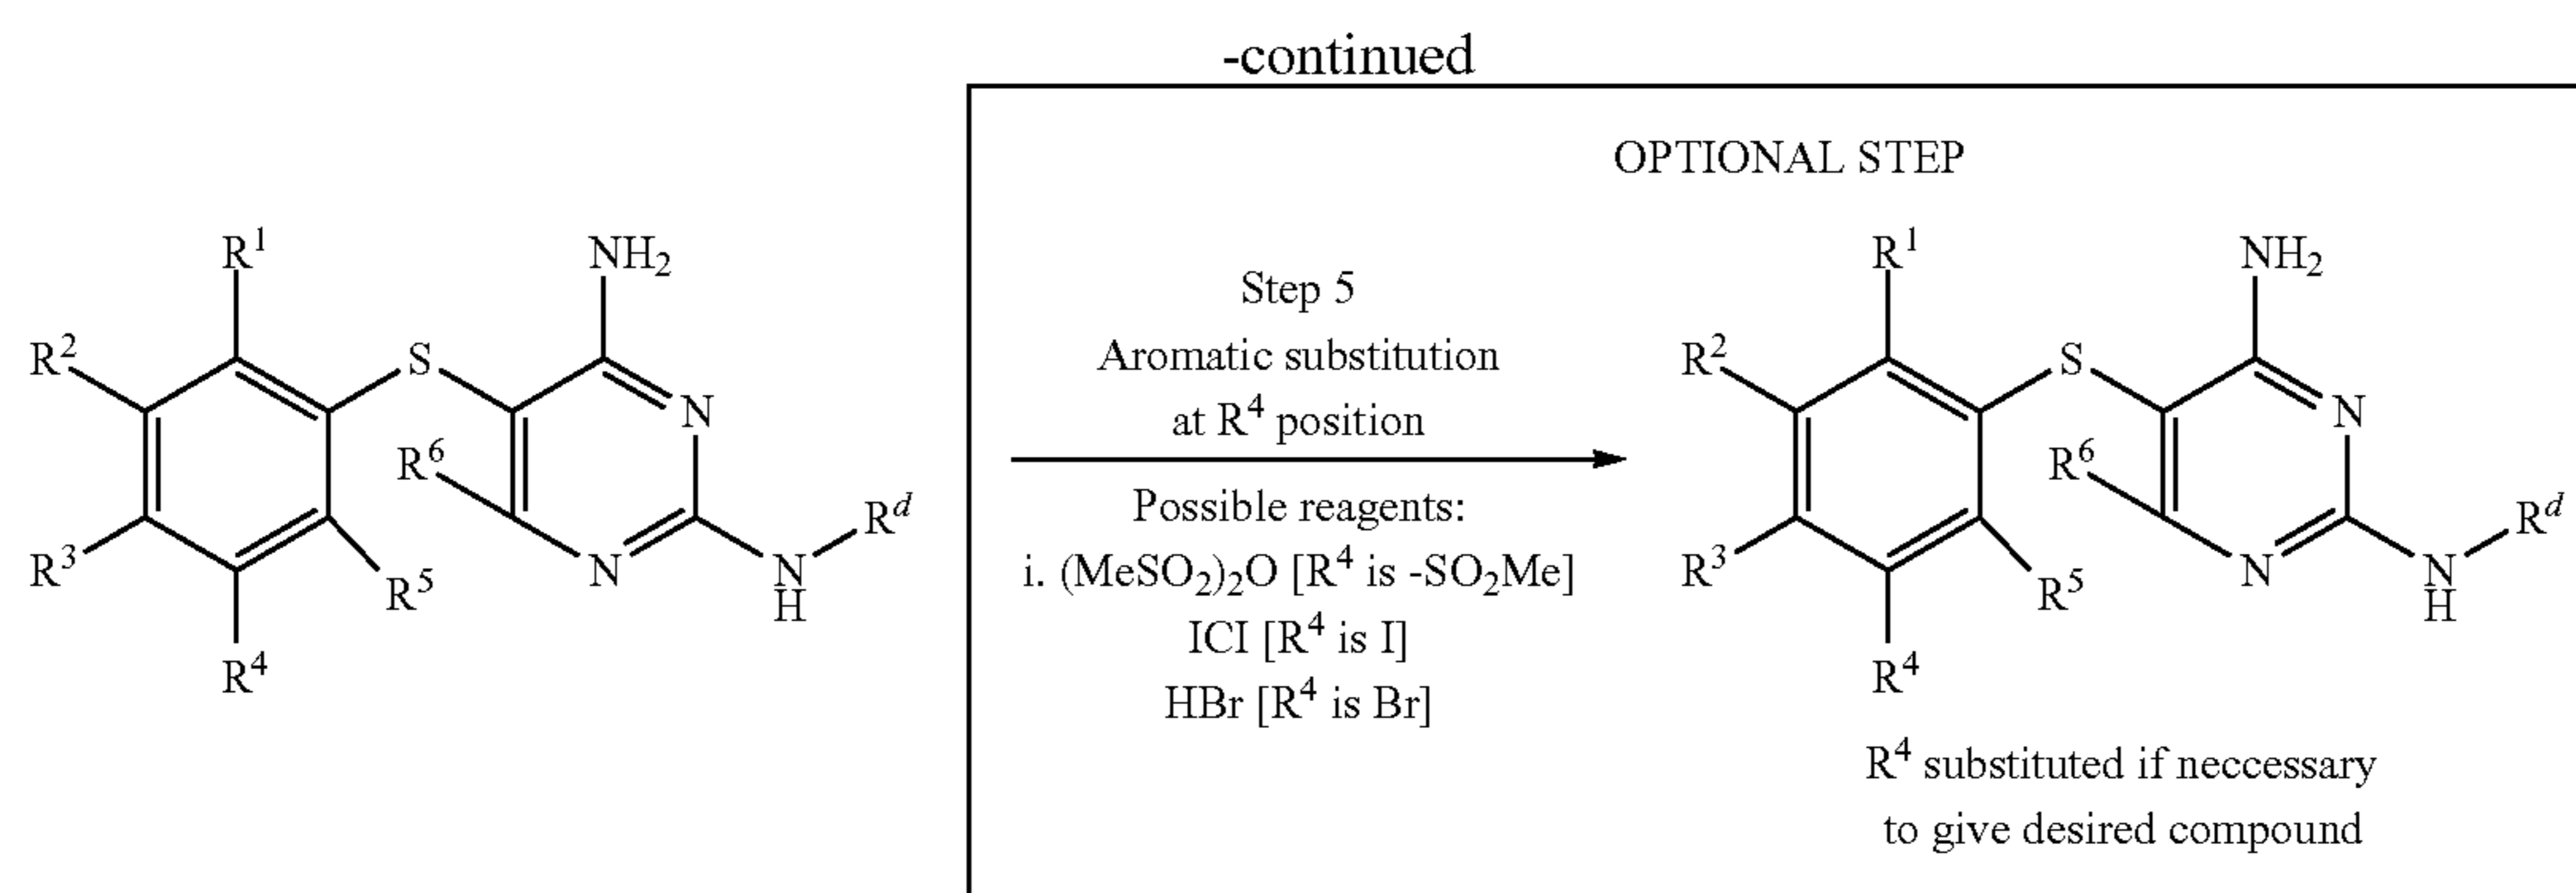 -continued
OPTIONAL STEP
R¹
NH₂
R²
S
N
R⁶
R³
R⁵
N
N
H
Rᵈ
R⁴
Step 5
Aromatic substitution
at R⁴ position
Possible reagents:
i. (MeSO₂)₂O [R⁴ is -SO₂Me]
ICI [R⁴ is I]
HBr [R⁴ is Br]
R¹
NH₂
R²
S
N
R⁶
R³
R⁵
N
N
H
Rᵈ
R⁴
R⁴ substituted if neccessary
to give desired compound